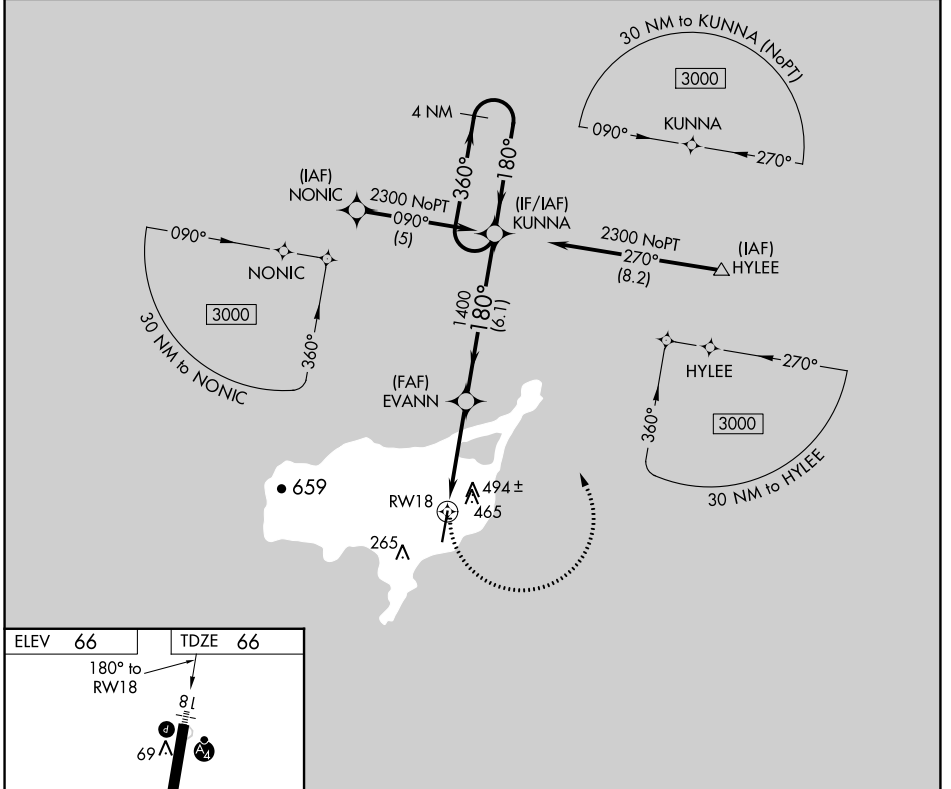 30 NM to KUNNA (NoPT)
3000
090°
KUNNA
270°
4 NM
360°
180°
(IAF)
NONIC
2300 NoPT
090°
(5)
(IF/IAF)
KUNNA
2300 NoPT
270°
(8.2)
(IAF)
HYLEE
090°
NONIC
3000
360°
30 NM to NONIC
1400
180°
(6.1)
HYLEE
270°
360°
3000
30 NM to HYLEE
(FAF)
EVANN
659
RW18
494±
465
265
ELEV 66
TDZE 66
180° to
RW18
18
P
69
A4